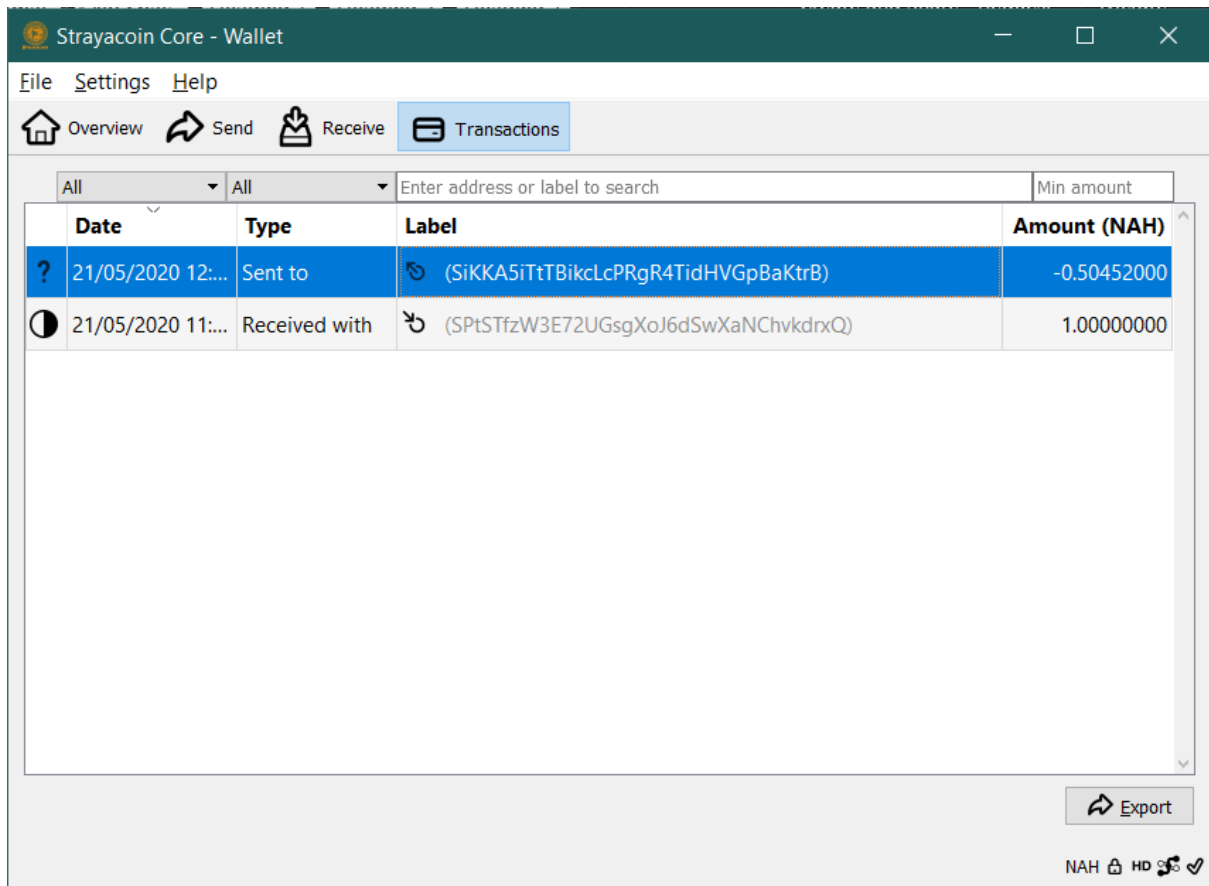 Strayacoin Core - Wallet
File Settings Help
Overview Send Receive Transactions
All All Enter address or label to search Min amount
Date Type Label Amount (NAH)
? 21/05/2020 12:... Sent to (SiKKA5iTtTBikcLcPRgR4TidHVGpBaKtrB) -0.50452000
21/05/2020 11:... Received with (SPtSTfzW3E72UGsgXoJ6dSwXaNChvkdrxQ) 1.00000000
Export
NAH HD